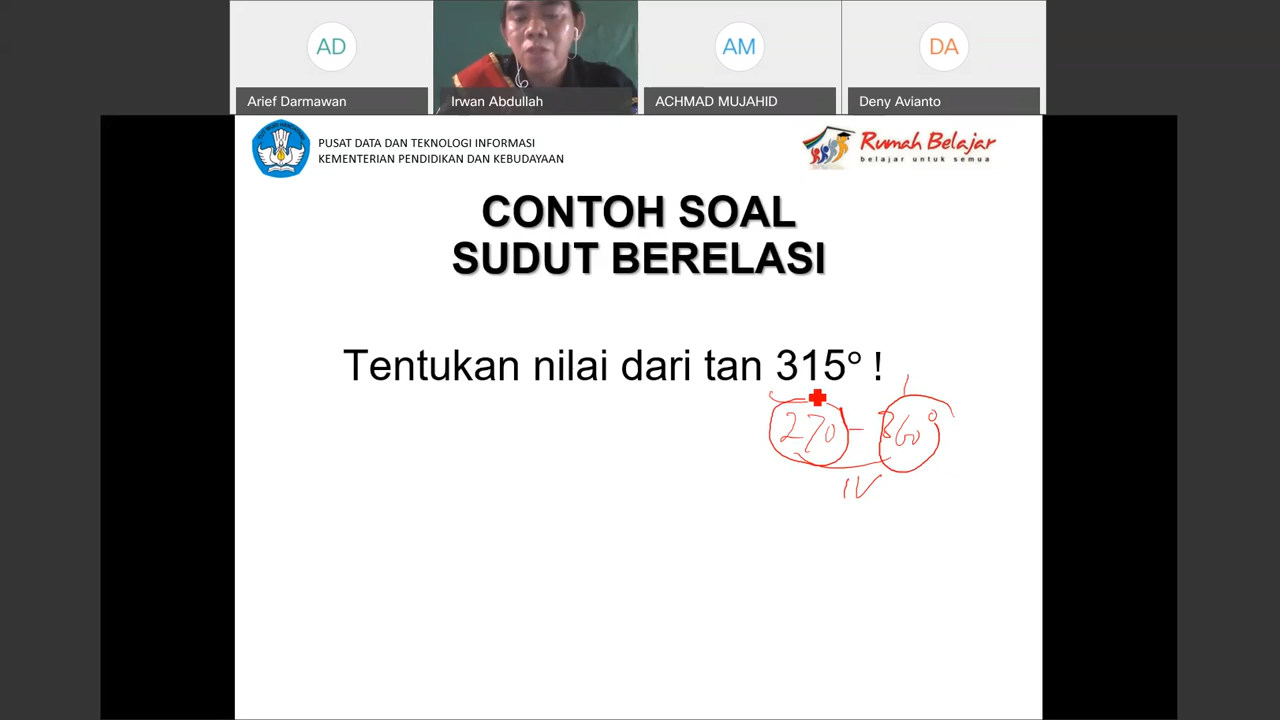 AD
AM
DA
Arief Darmawan
Irwan Abdullah
ACHMAD MUJAHID
Deny Avianto
PUSAT DATA DAN TEKNOLOGI INFORMASI
KEMENTERIAN PENDIDIKAN DAN KEBUDAYAAN
Rumah Belajar
belajar untuk semua
CONTOH SOAL
SUDUT BERELASI
Tentukan nilai dari tan 315° !
270 - 360°
IV